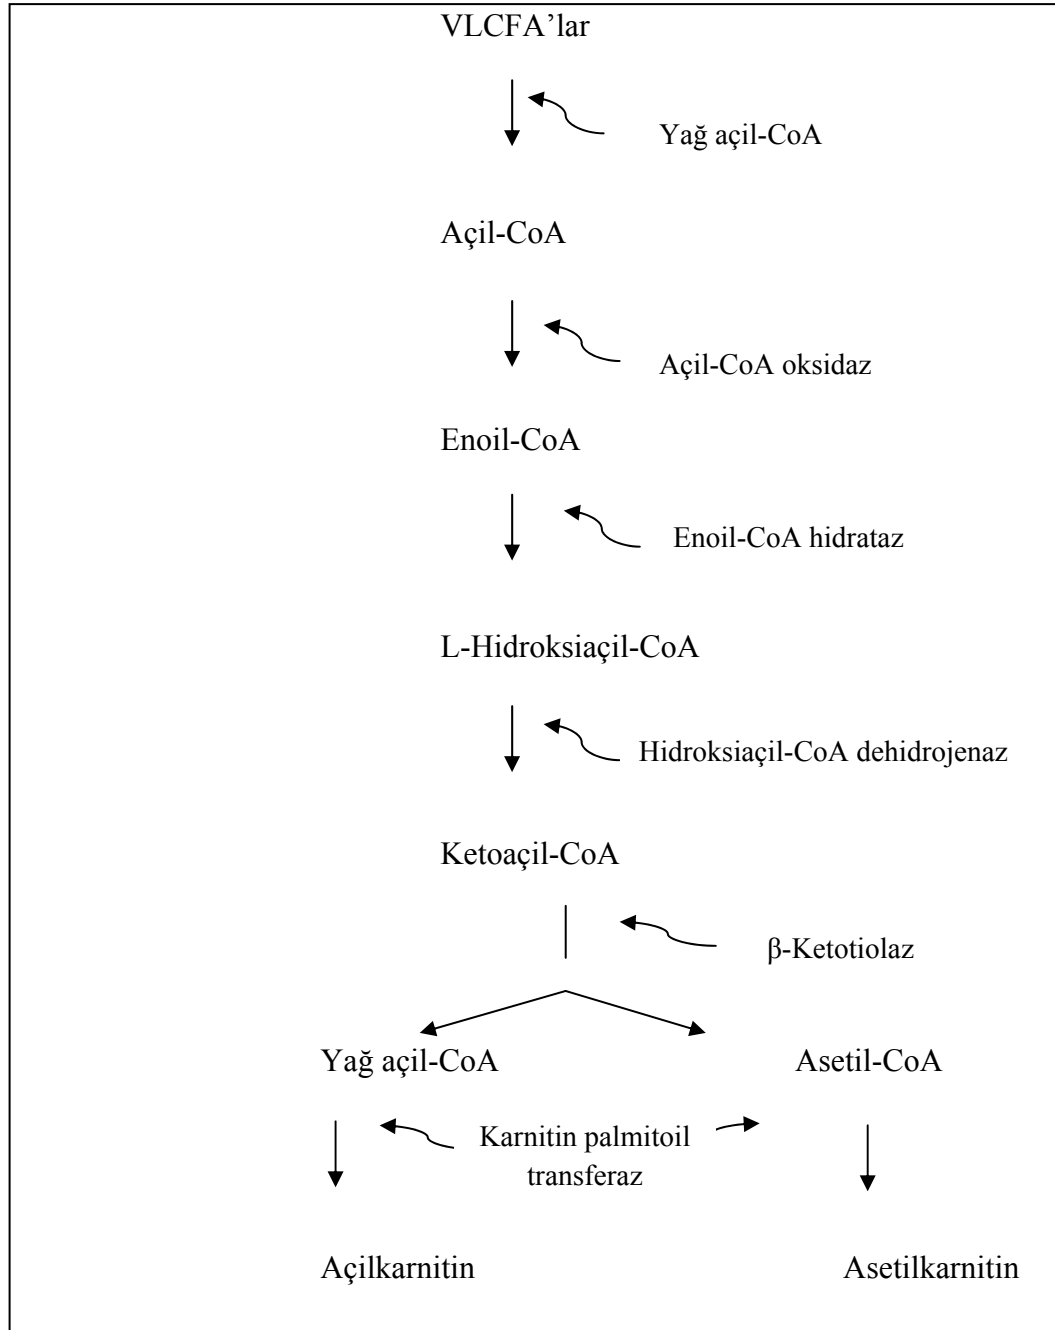 VLCFA’lar
Yağ açil-CoA
Açil-CoA
Açil-CoA oksidaz
Enoil-CoA
Enoil-CoA hidrataz
L-Hidroksiaçil-CoA
Hidroksiaçil-CoA dehidrojenaz
Ketoaçil-CoA
β-Ketotiolaz
Yağ açil-CoA
Asetil-CoA
Karnitin palmitoil
transferaz
Açilkarnitin
Asetilkarnitin